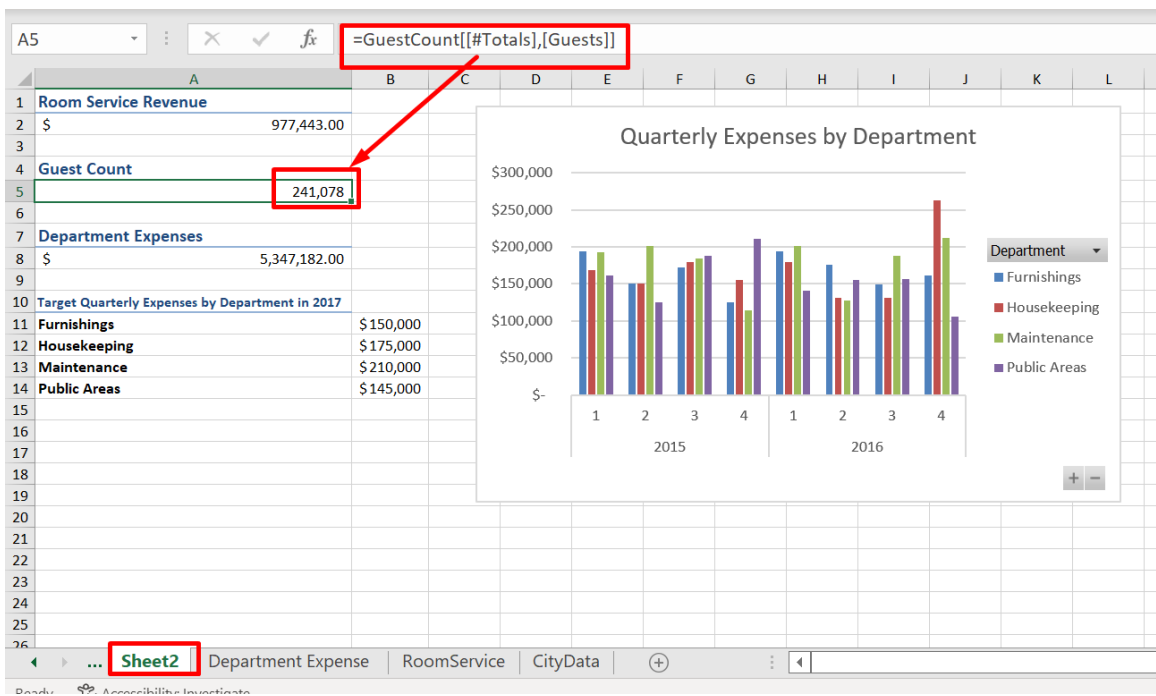 A5 fx =GuestCount[[#Totals],[Guests]]
A B C D E F G H I J K L
1 Room Service Revenue
2 $ 977,443.00
3
4 Guest Count
5 241,078
6
7 Department Expenses
8 $ 5,347,182.00
9
10 Target Quarterly Expenses by Department in 2017
11 Furnishings $150,000
12 Housekeeping $175,000
13 Maintenance $210,000
14 Public Areas $145,000
15
16
17
18
19
20
21
22
23
24
25
26
Quarterly Expenses by Department
$300,000
$250,000
$200,000
$150,000
$100,000
$50,000
$-
1 2 3 4 1 2 3 4
2015 2016
Department
Furnishings
Housekeeping
Maintenance
Public Areas
+ −
... Sheet2 Department Expense RoomService CityData +
Ready Accessibility: Investigate